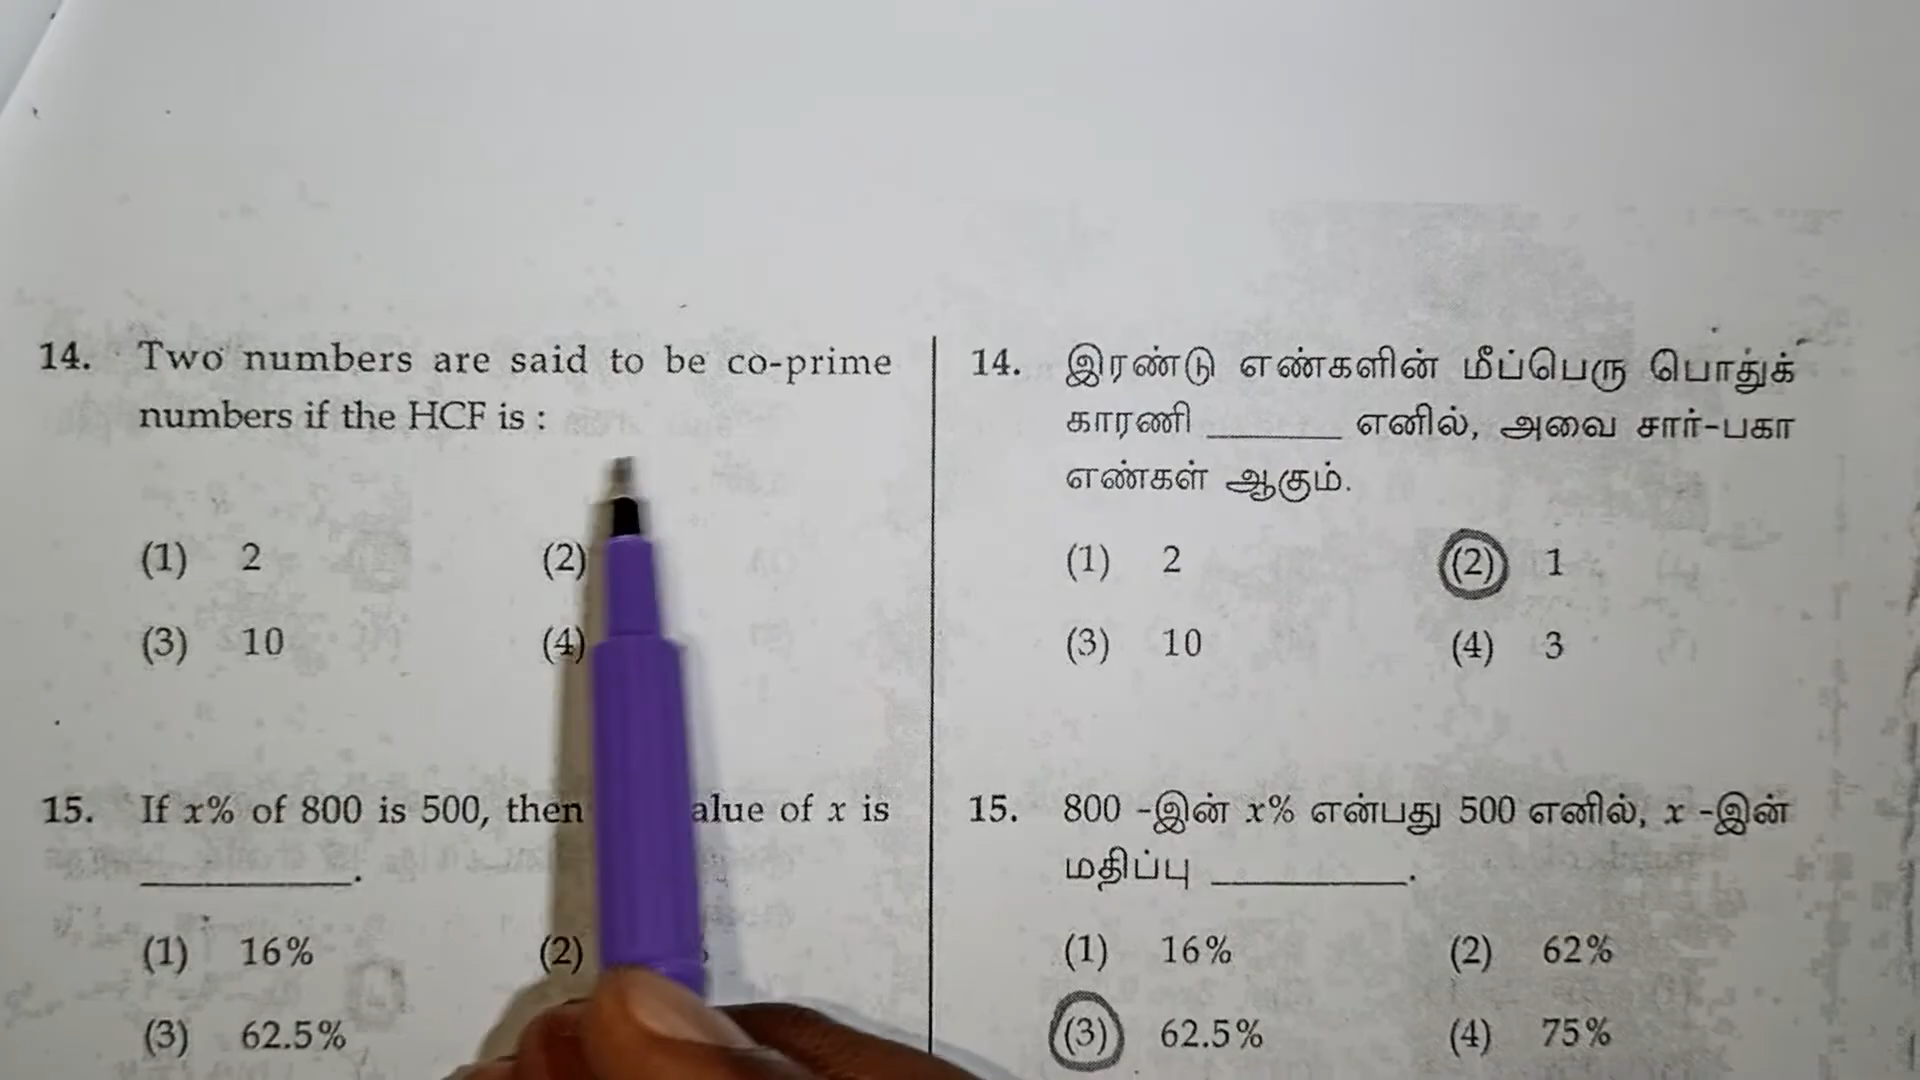 14. Two numbers are said to be co-prime
numbers if the HCF is :
(1) 2 (2)
(3) 10 (4)
15. If x% of 800 is 500, then alue of x is
__________.
(1) 16% (2)
(3) 62.5%
14. இரண்டு எண்களின் மீப்பெரு பொதுக்
காரணி ______ எனில், அவை சார்-பகா
எண்கள் ஆகும்.
(1) 2 (2) 1
(3) 10 (4) 3
15. 800 -இன் x% என்பது 500 எனில், x -இன்
மதிப்பு _________.
(1) 16% (2) 62%
(3) 62.5% (4) 75%